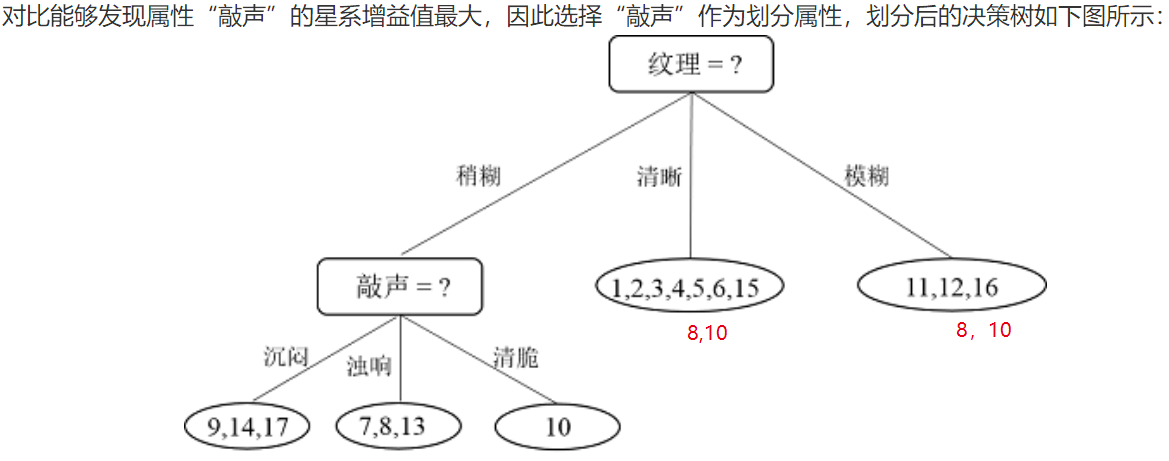 对比能够发现属性“敲声”的星系增益值最大，因此选择“敲声”作为划分属性，划分后的决策树如下图所示：
纹理 = ?
稍糊
清晰
模糊
敲声 = ?
1,2,3,4,5,6,15
11,12,16
8,10
8，10
沉闷
浊响
清脆
9,14,17
7,8,13
10